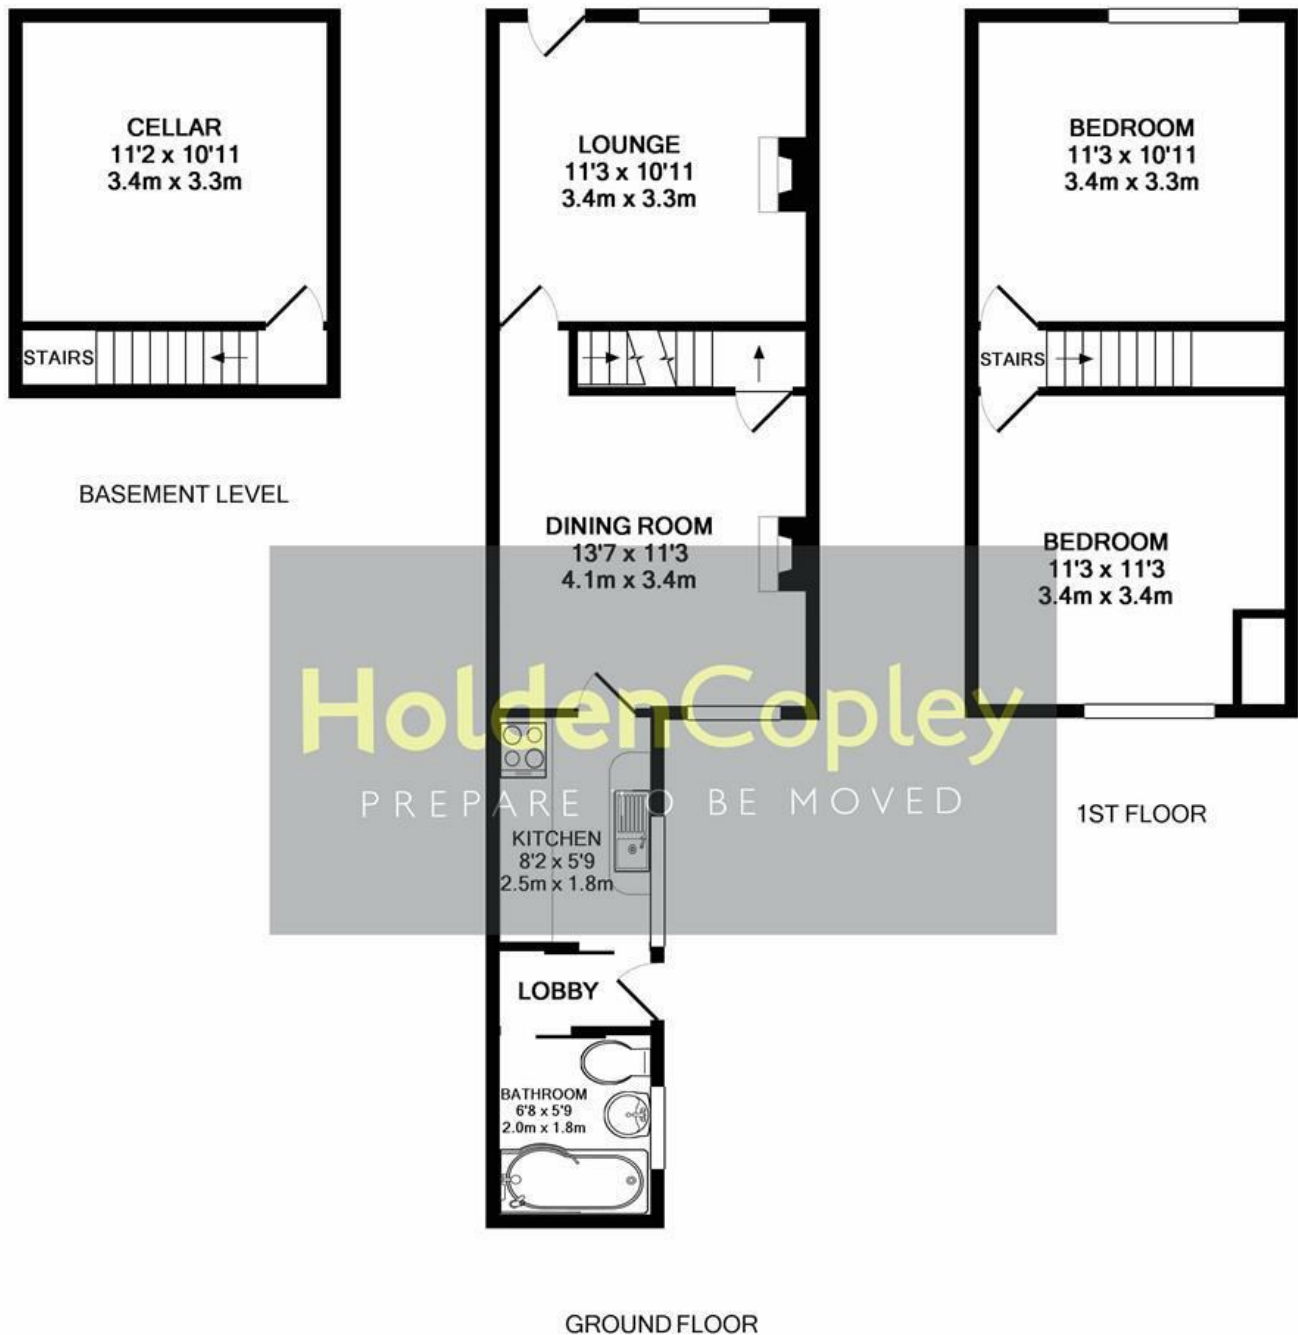 CELLAR
11'2 x 10'11
3.4m x 3.3m
STAIRS
BASEMENT LEVEL
LOUNGE
11'3 x 10'11
3.4m x 3.3m
DINING ROOM
13'7 x 11'3
4.1m x 3.4m
KITCHEN
8'2 x 5'9
2.5m x 1.8m
LOBBY
BATHROOM
6'8 x 5'9
2.0m x 1.8m
GROUND FLOOR
BEDROOM
11'3 x 10'11
3.4m x 3.3m
STAIRS
BEDROOM
11'3 x 11'3
3.4m x 3.4m
1ST FLOOR
HoldenCopley
PREPARE TO BE MOVED